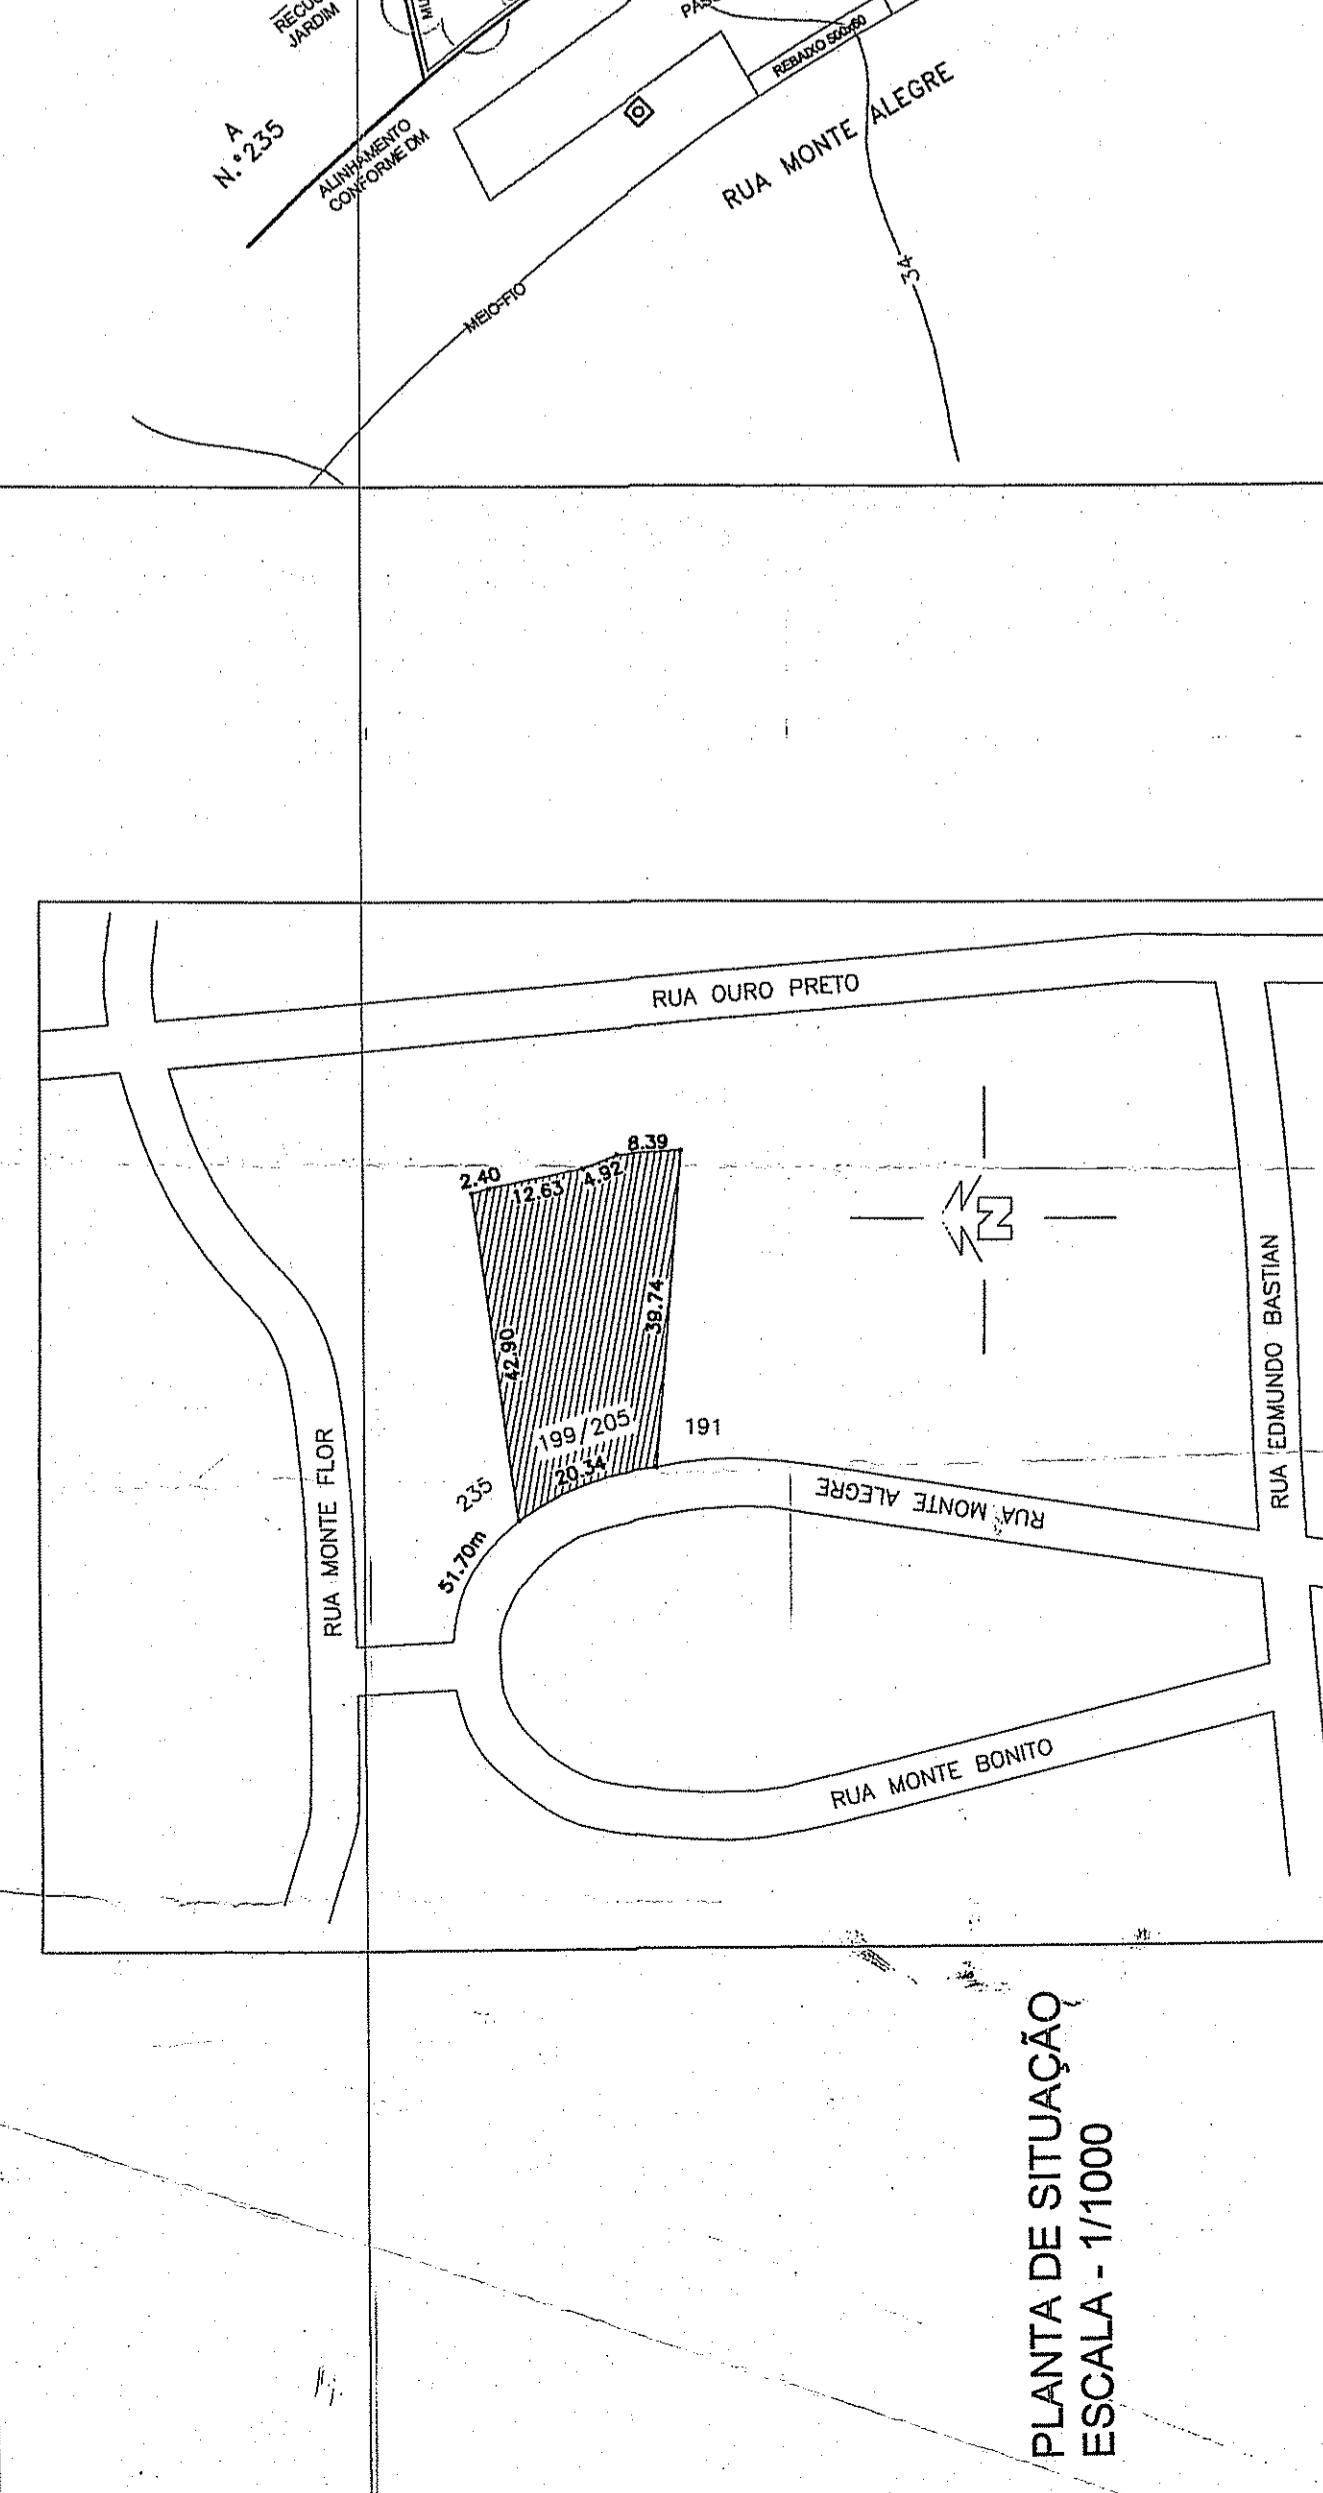 JARDIM
A
N.º 235
ALINHAMENTO
CONFORME DM
REBAIXO 500x60
RUA MONTE ALEGRE
MEIO-FIO
34
RUA OURO PRETO
8.39
2.40
4.92
12.63
N
39.74
42.90
RUA EDMUNDO BASTIAN
199/205
191
20.34
235
RUA MONTE FLOR
RUA MONTE ALEGRE
51.70m
RUA MONTE BONITO
PLANTA DE SITUAÇÃO
ESCALA - 1/1000